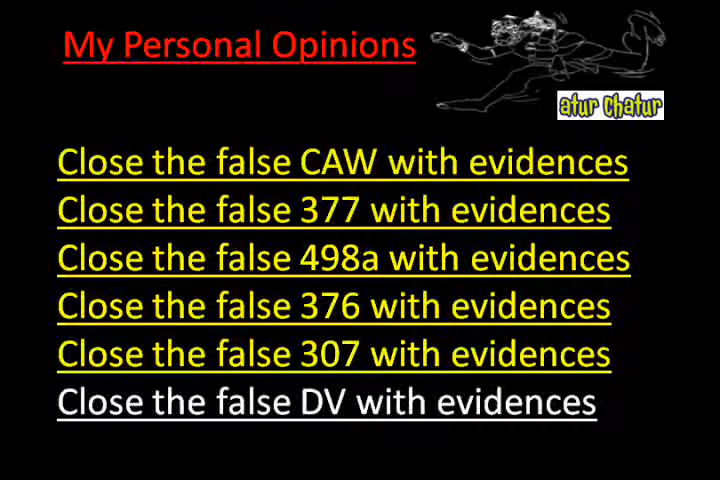 My Personal Opinions
atur chatur
Close the false CAW with evidences
Close the false 377 with evidences
Close the false 498a with evidences
Close the false 376 with evidences
Close the false 307 with evidences
Close the false DV with evidences